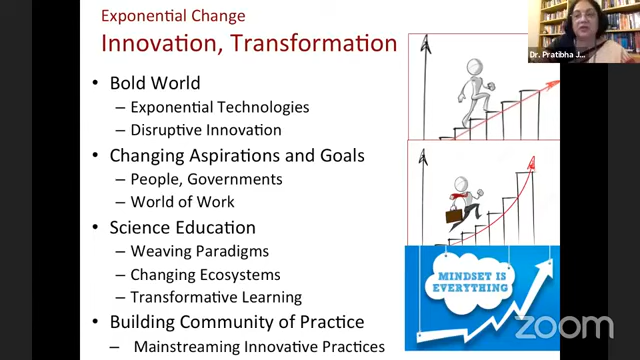 Exponential Change
Innovation, Transformation
• Bold World
– Exponential Technologies
– Disruptive Innovation
• Changing Aspirations and Goals
– People, Governments
– World of Work
• Science Education
– Weaving Paradigms
– Changing Ecosystems
– Transformative Learning
• Building Community of Practice
– Mainstreaming Innovative Practices
MINDSET IS
EVERYTHING
Dr. Pratibha J...
zoom